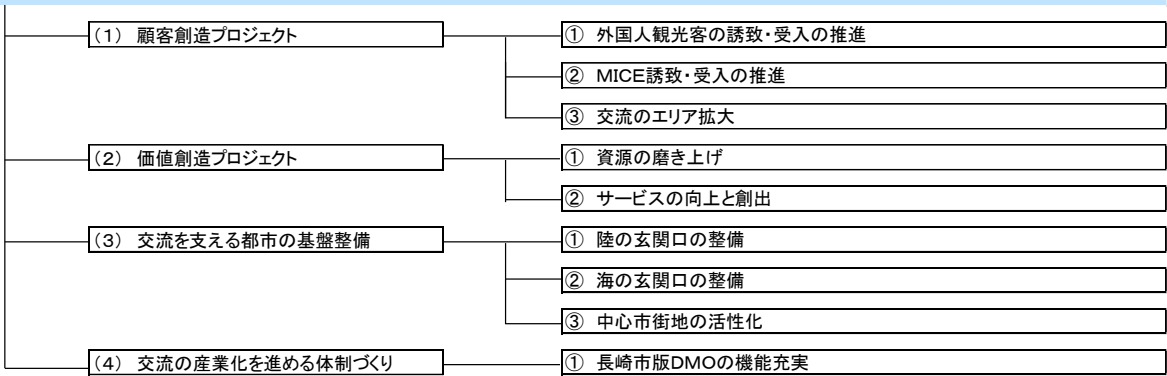 (1) 顧客創造プロジェクト
① 外国人観光客の誘致・受入の推進
② MICE誘致・受入の推進
③ 交流のエリア拡大
(2) 価値創造プロジェクト
① 資源の磨き上げ
② サービスの向上と創出
(3) 交流を支える都市の基盤整備
① 陸の玄関口の整備
② 海の玄関口の整備
③ 中心市街地の活性化
(4) 交流の産業化を進める体制づくり
① 長崎市版DMOの機能充実